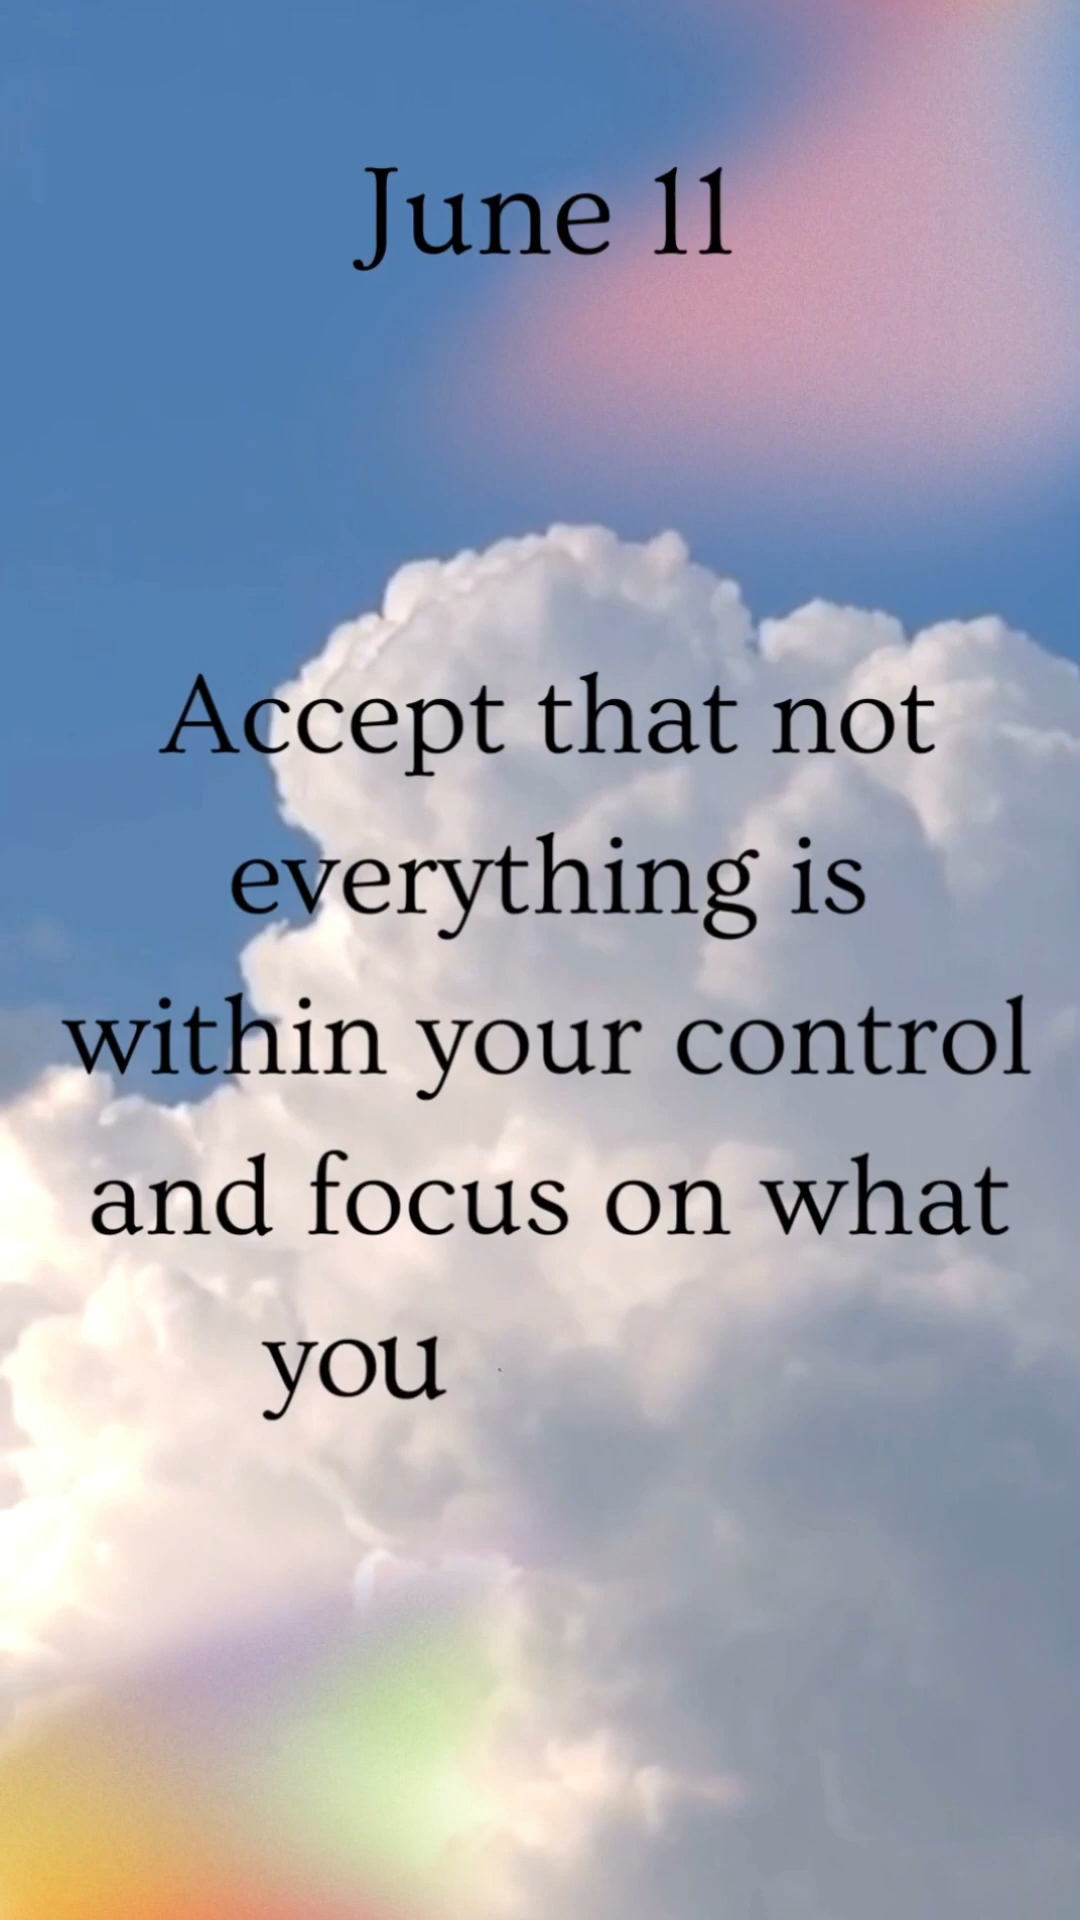 June 11
Accept that not
everything is
within your control
and focus on what
you